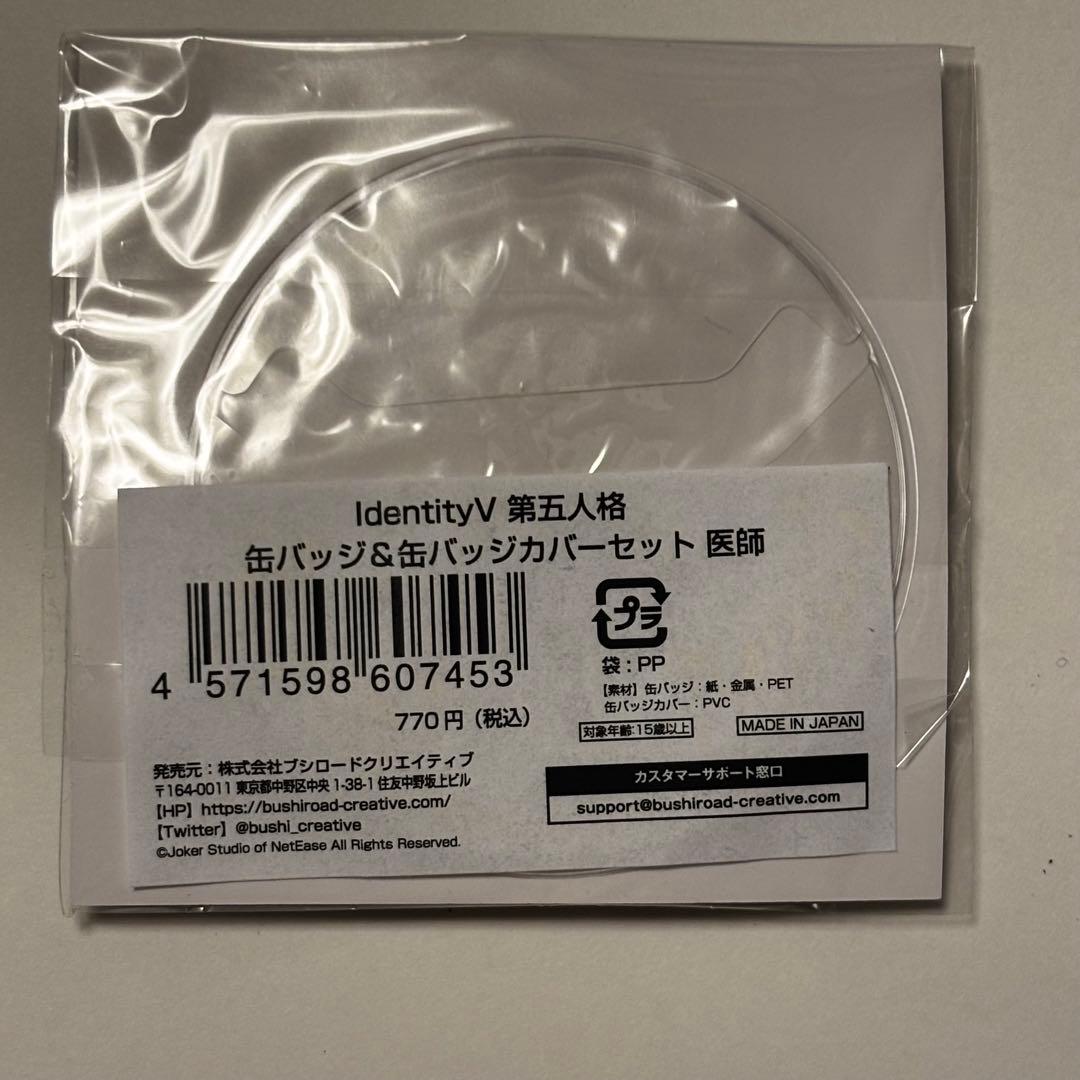 IdentityV 第五人格
缶バッジ&缶バッジカバーセット 医師
4 571598 607453
770円（税込）
プラ
袋：PP
【素材】缶バッジ：紙・金属・PET
缶バッジカバー：PVC
対象年齢:15歳以上
MADE IN JAPAN
発売元：株式会社ブシロードクリエイティブ
〒164-0011 東京都中野区中央 1-38-1 住友中野坂上ビル
【HP】https://bushiroad-creative.com/
【Twitter】@bushi_creative
©Joker Studio of NetEase All Rights Reserved.
カスタマーサポート窓口
support@bushiroad-creative.com